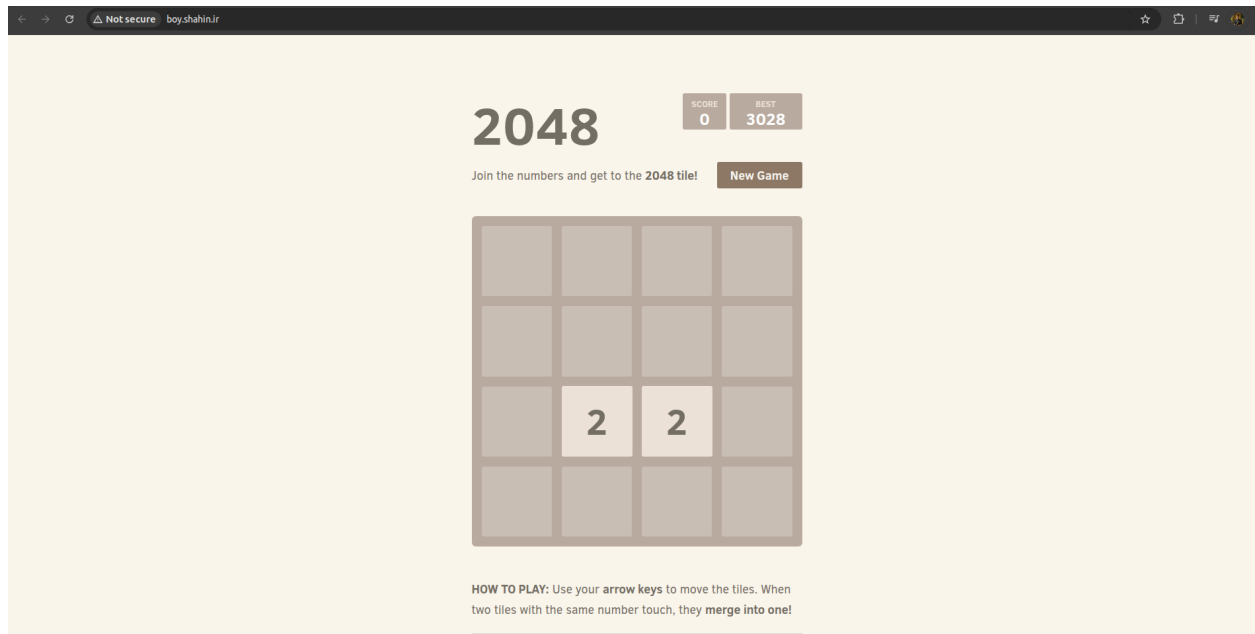 Not secure boy.shahin.ir
2048
SCORE
0
BEST
3028
Join the numbers and get to the 2048 tile!
New Game
2 2
HOW TO PLAY: Use your arrow keys to move the tiles. When
two tiles with the same number touch, they merge into one!